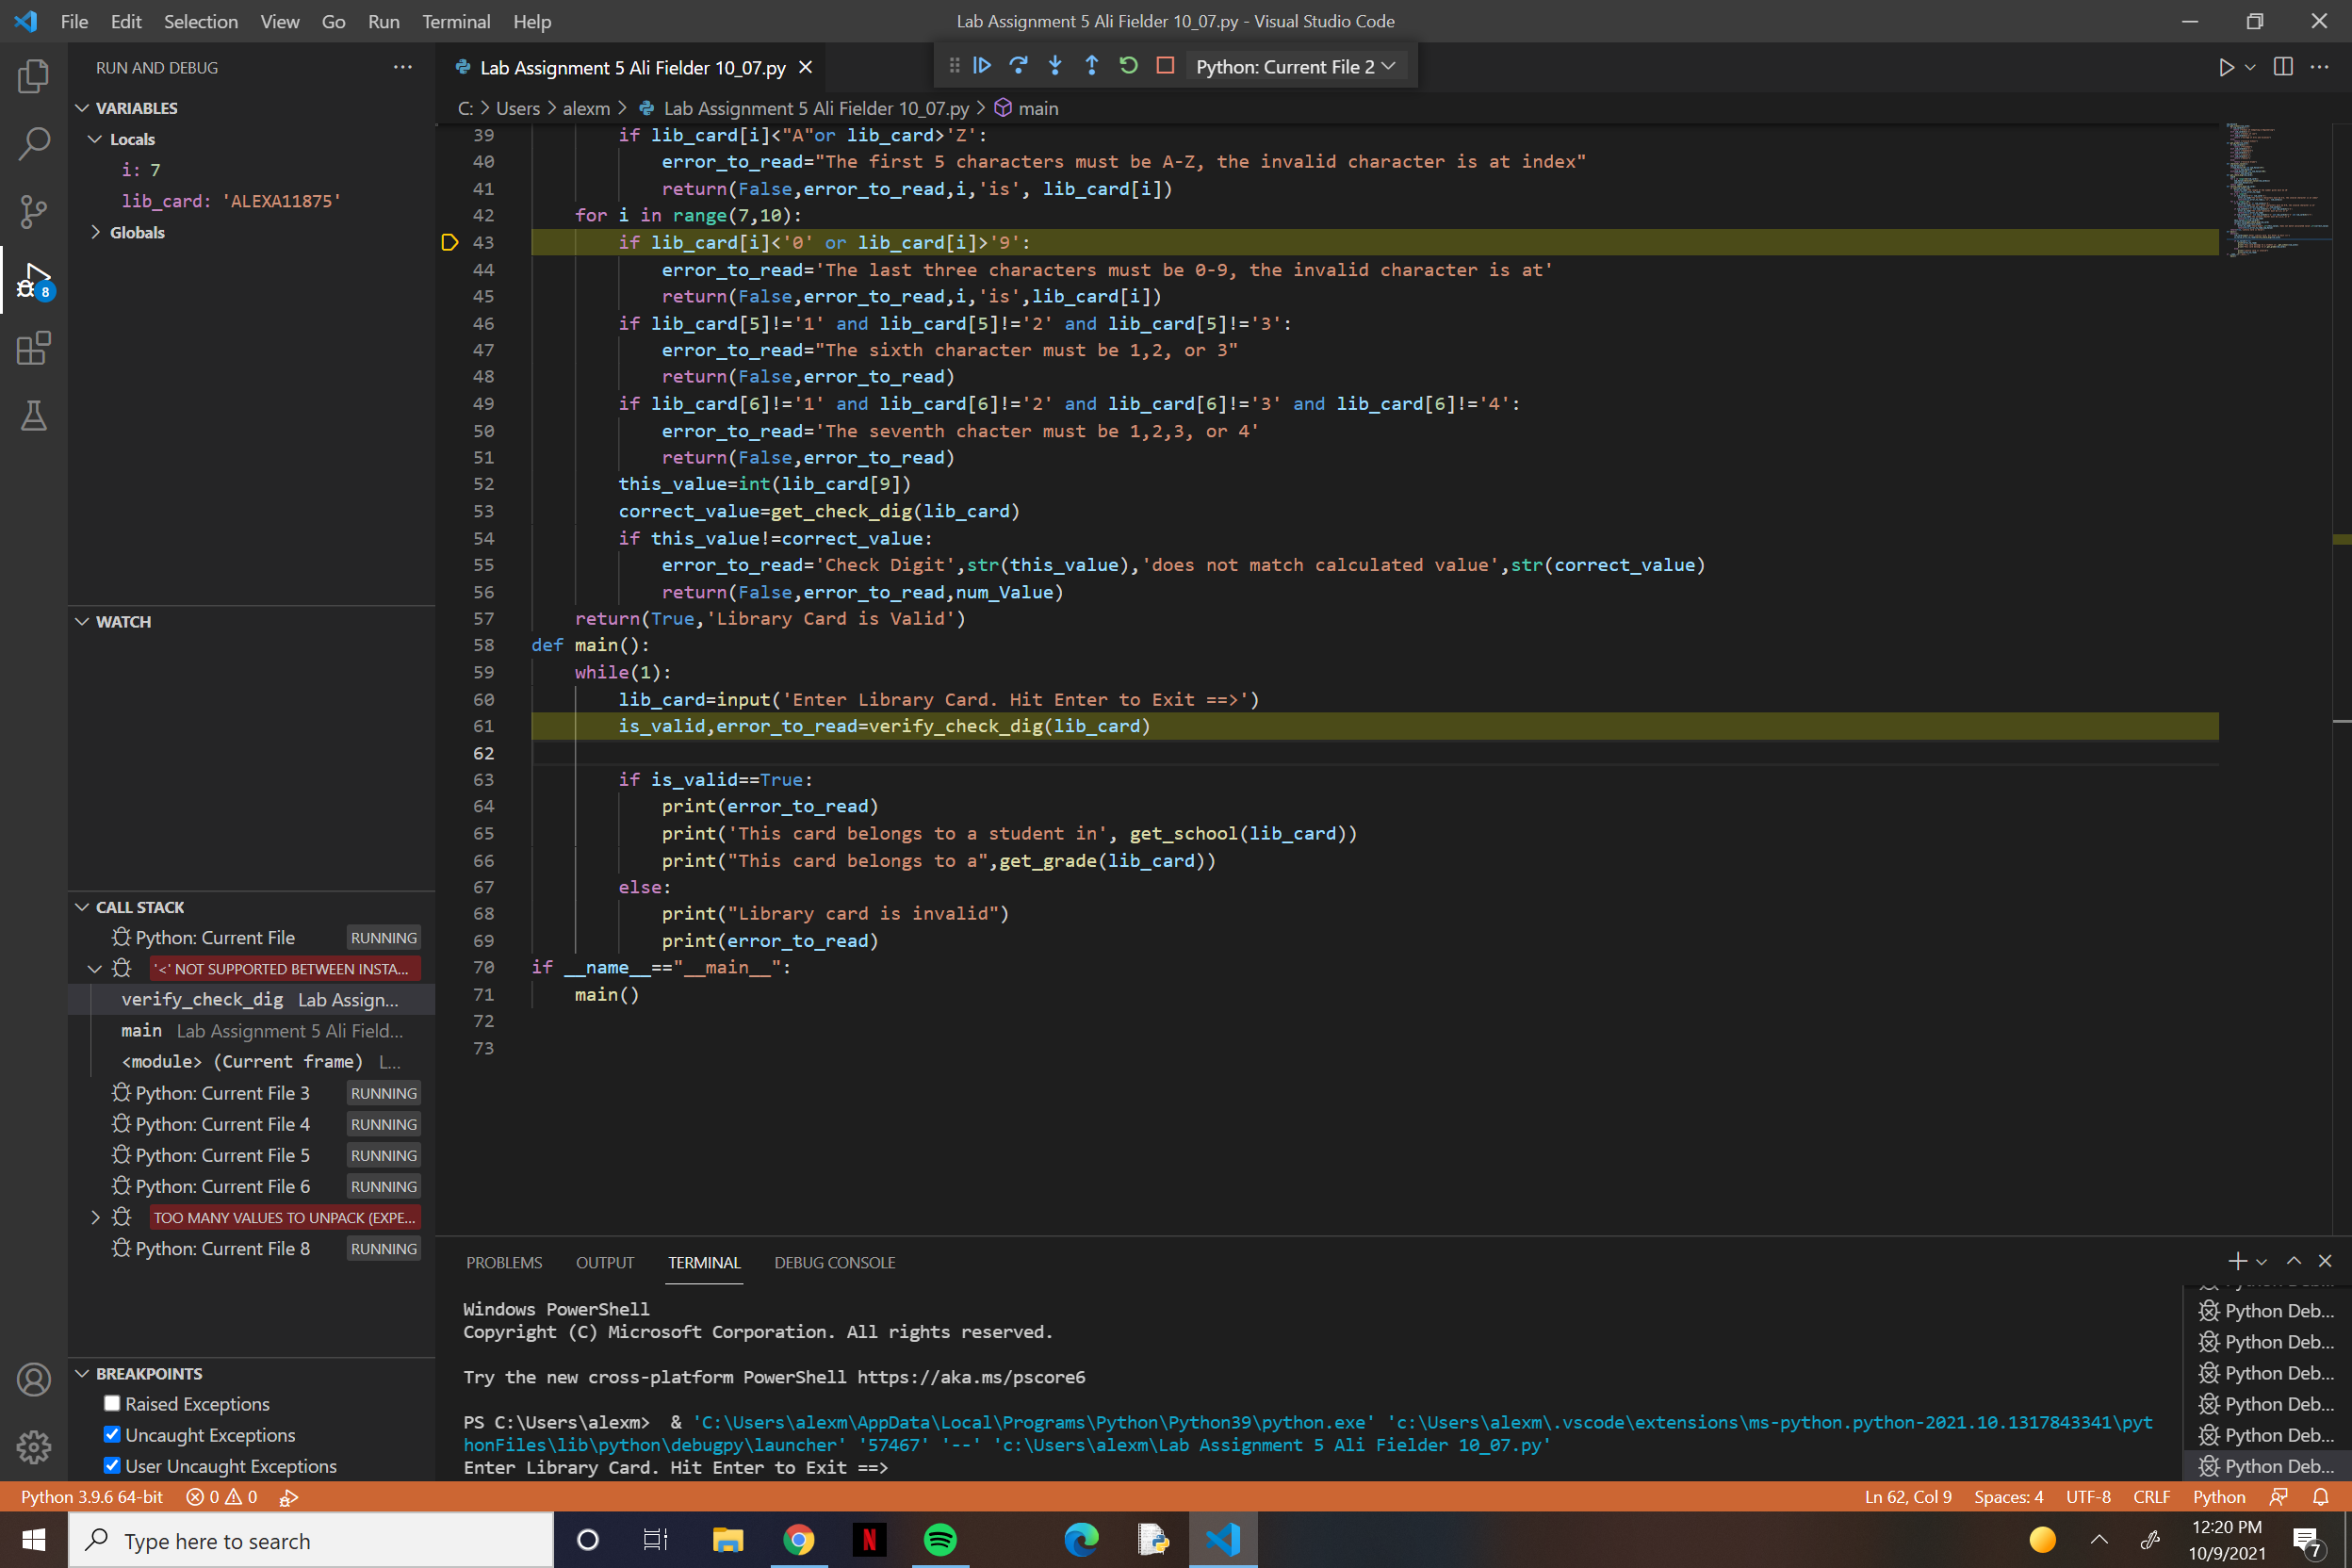 File Edit Selection View Go Run Terminal Help
Lab Assignment 5 Ali Fielder 10_07.py - Visual Studio Code
RUN AND DEBUG
VARIABLES
Locals
i: 7
lib_card: 'ALEXA11875'
Globals
WATCH
CALL STACK
Python: Current File RUNNING
'<' NOT SUPPORTED BETWEEN INSTA...
verify_check_dig Lab Assign...
main Lab Assignment 5 Ali Field...
<module> (Current frame) L...
Python: Current File 3 RUNNING
Python: Current File 4 RUNNING
Python: Current File 5 RUNNING
Python: Current File 6 RUNNING
TOO MANY VALUES TO UNPACK (EXPE...
Python: Current File 8 RUNNING
BREAKPOINTS
Raised Exceptions
Uncaught Exceptions
User Uncaught Exceptions
8
Lab Assignment 5 Ali Fielder 10_07.py
Python: Current File 2
C: > Users > alexm > Lab Assignment 5 Ali Fielder 10_07.py > main
39 if lib_card[i]<"A"or lib_card>'Z':
40 error_to_read="The first 5 characters must be A-Z, the invalid character is at index"
41 return(False,error_to_read,i,'is', lib_card[i])
42 for i in range(7,10):
43 if lib_card[i]<'0' or lib_card[i]>'9':
44 error_to_read='The last three characters must be 0-9, the invalid character is at'
45 return(False,error_to_read,i,'is',lib_card[i])
46 if lib_card[5]!='1' and lib_card[5]!='2' and lib_card[5]!='3':
47 error_to_read="The sixth character must be 1,2, or 3"
48 return(False,error_to_read)
49 if lib_card[6]!='1' and lib_card[6]!='2' and lib_card[6]!='3' and lib_card[6]!='4':
50 error_to_read='The seventh chacter must be 1,2,3, or 4'
51 return(False,error_to_read)
52 this_value=int(lib_card[9])
53 correct_value=get_check_dig(lib_card)
54 if this_value!=correct_value:
55 error_to_read='Check Digit',str(this_value),'does not match calculated value',str(correct_value)
56 return(False,error_to_read,num_Value)
57 return(True,'Library Card is Valid')
58 def main():
59 while(1):
60 lib_card=input('Enter Library Card. Hit Enter to Exit ==>')
61 is_valid,error_to_read=verify_check_dig(lib_card)
62
63 if is_valid==True:
64 print(error_to_read)
65 print('This card belongs to a student in', get_school(lib_card))
66 print("This card belongs to a",get_grade(lib_card))
67 else:
68 print("Library card is invalid")
69 print(error_to_read)
70 if __name__=="__main__":
71 main()
72
73
PROBLEMS OUTPUT TERMINAL DEBUG CONSOLE
Windows PowerShell
Copyright (C) Microsoft Corporation. All rights reserved.
Try the new cross-platform PowerShell https://aka.ms/pscore6
PS C:\Users\alexm> & 'C:\Users\alexm\AppData\Local\Programs\Python\Python39\python.exe' 'c:\Users\alexm\.vscode\extensions\ms-python.python-2021.10.1317843341\pyt
honFiles\lib\python\debugpy\launcher' '57467' '--' 'c:\Users\alexm\Lab Assignment 5 Ali Fielder 10_07.py'
Enter Library Card. Hit Enter to Exit ==>
Python Deb...
Python Deb...
Python Deb...
Python Deb...
Python Deb...
Python Deb...
Python 3.9.6 64-bit 0 0
Ln 62, Col 9 Spaces: 4 UTF-8 CRLF Python
Type here to search
N
12:20 PM
10/9/2021
7